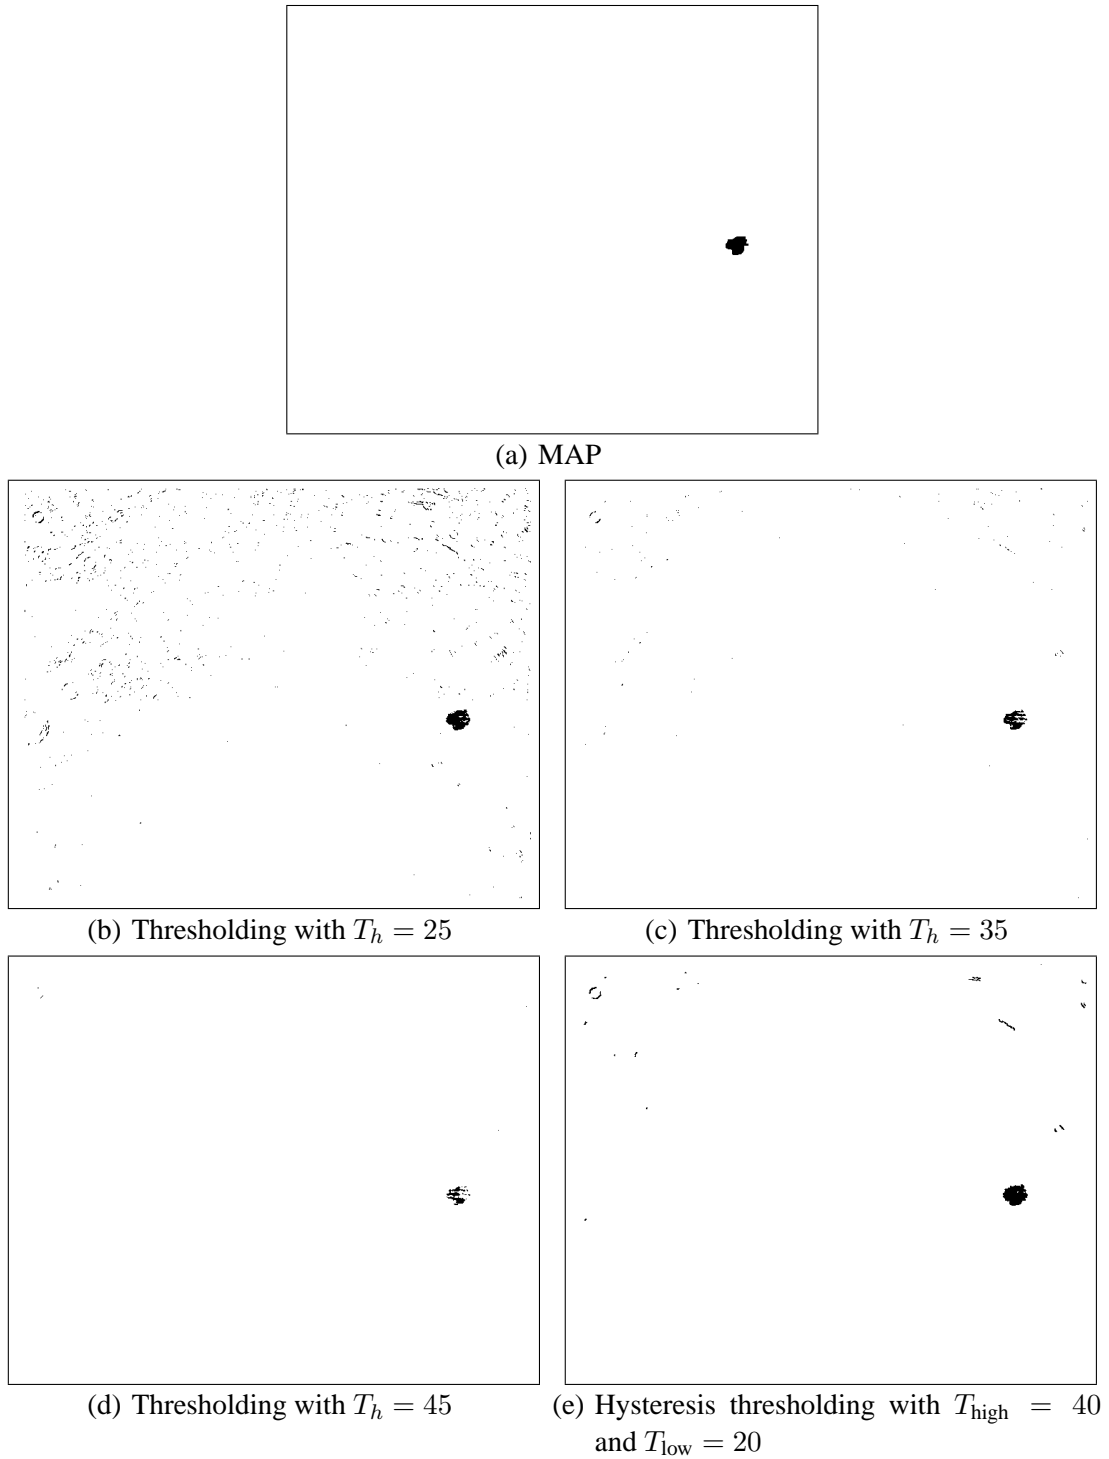 (a) MAP
(b) Thresholding with T_h = 25
(c) Thresholding with T_h = 35
(d) Thresholding with T_h = 45
(e) Hysteresis thresholding with T_high = 40
and T_low = 20